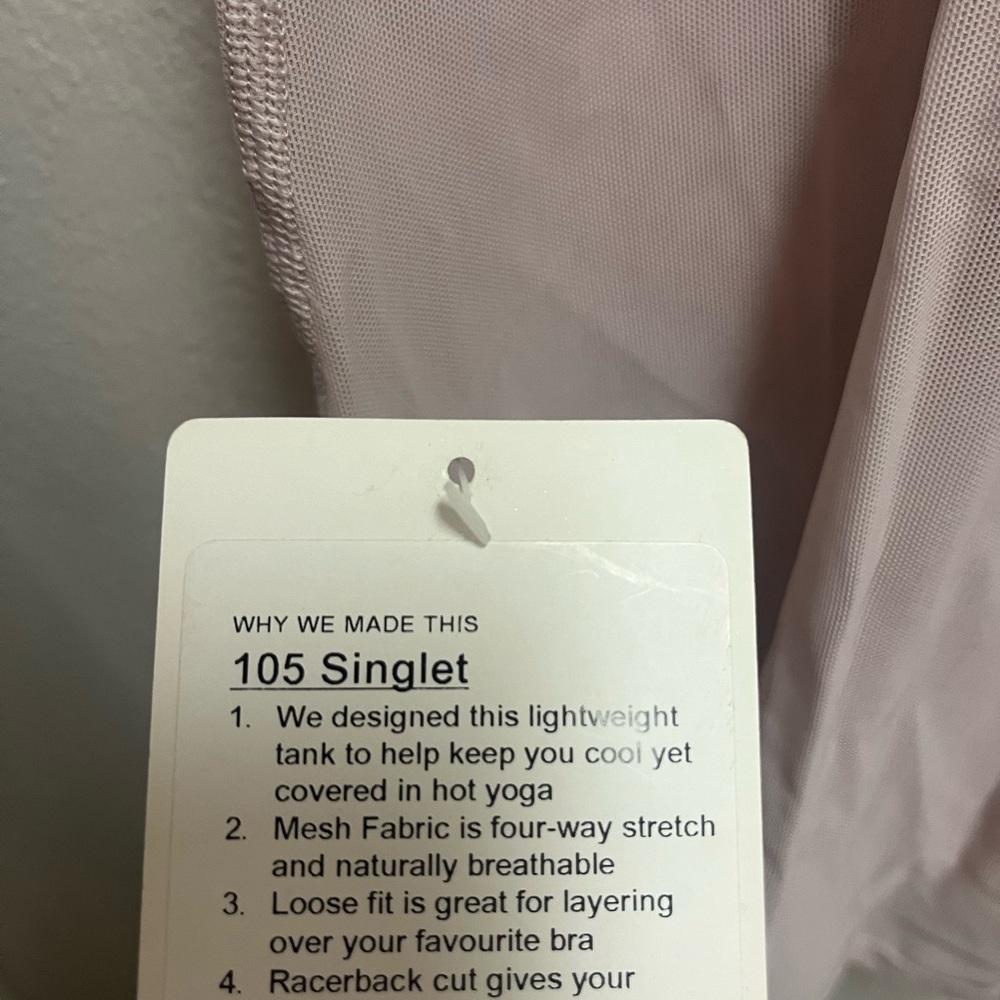 WHY WE MADE THIS
105 Singlet
1. We designed this lightweight
tank to help keep you cool yet
covered in hot yoga
2. Mesh Fabric is four-way stretch
and naturally breathable
3. Loose fit is great for layering
over your favourite bra
4. Racerback cut gives your